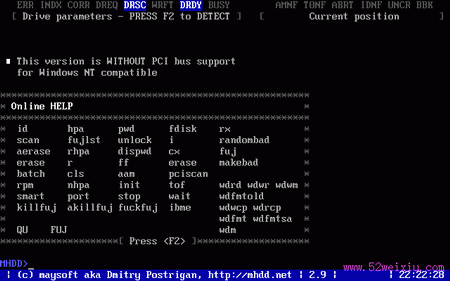 ERR INDX CORR DREQ DRSC WRFT DRDY BUSY AMNF T0NF ABRT IDNF UNCR BBK
[ Drive parameters - PRESS F2 to DETECT ] [ Current position ]
This version is WITHOUT PCI bus support
for Windows NT compatible
Online HELP
id hpa pwd fdisk rx
scan fujlst unlock i randombad
aerase rhpa dispwd cx fuj
erase r ff erase makebad
batch cls aam pciscan
rpm nhpa init tof wdrd wdwr wdwm
smart port stop wait wdfmtold
killfuj akillfuj fuckfuj ibme wdwcp wdrcp
wdfmt wdfmtsa
QU FUJ wdm
[ Press <F2> ]
MHDD>_
www.52weixiu.com
| (c) maysoft aka Dmitry Postrigan, http://mhdd.net | 2.9 | | 22:22:28